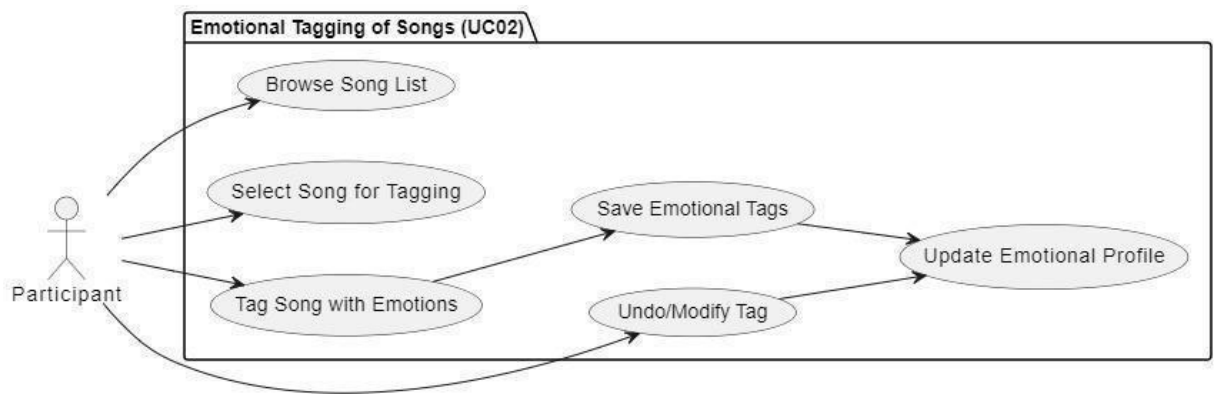 Emotional Tagging of Songs (UC02)
Browse Song List
Select Song for Tagging
Save Emotional Tags
Update Emotional Profile
Participant
Tag Song with Emotions
Undo/Modify Tag